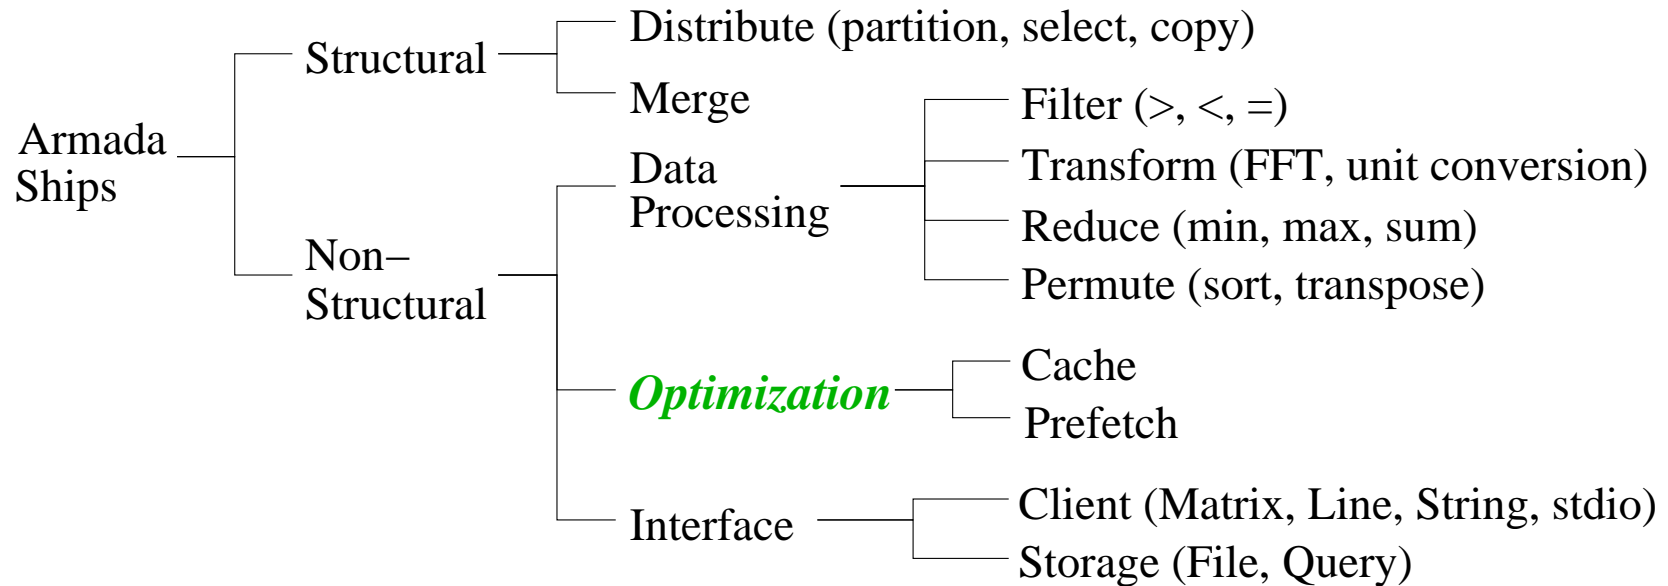 Armada
Ships
Structural
Distribute (partition, select, copy)
Merge
Non−
Structural
Data
Processing
Filter (>, <, =)
Transform (FFT, unit conversion)
Reduce (min, max, sum)
Permute (sort, transpose)
Optimization
Cache
Prefetch
Interface
Client (Matrix, Line, String, stdio)
Storage (File, Query)